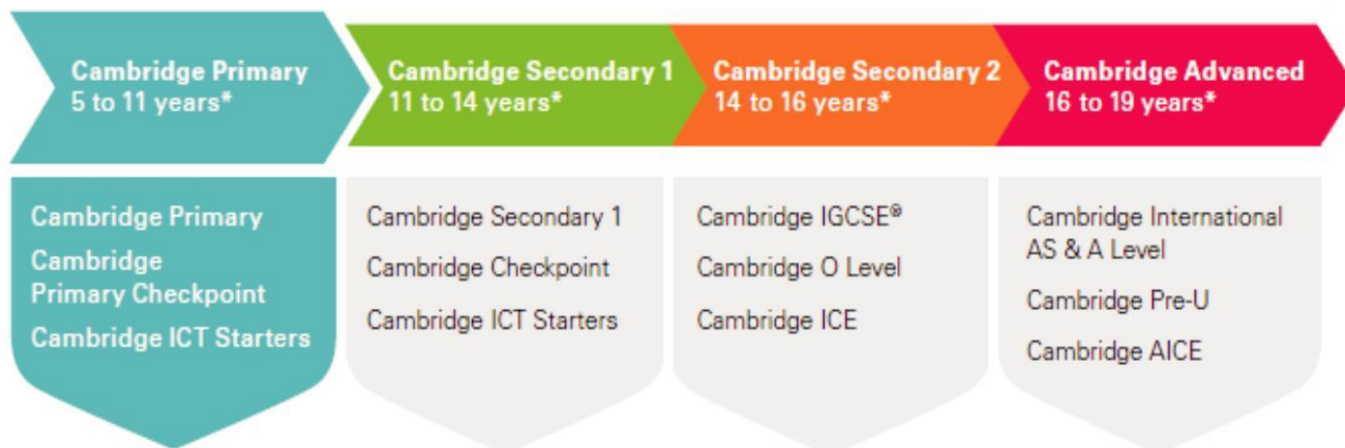 Cambridge Primary
5 to 11 years*
Cambridge Secondary 1
11 to 14 years*
Cambridge Secondary 2
14 to 16 years*
Cambridge Advanced
16 to 19 years*
Cambridge Primary
Cambridge
Primary Checkpoint
Cambridge ICT Starters
Cambridge Secondary 1
Cambridge Checkpoint
Cambridge ICT Starters
Cambridge IGCSE®
Cambridge O Level
Cambridge ICE
Cambridge International
AS & A Level
Cambridge Pre-U
Cambridge AICE